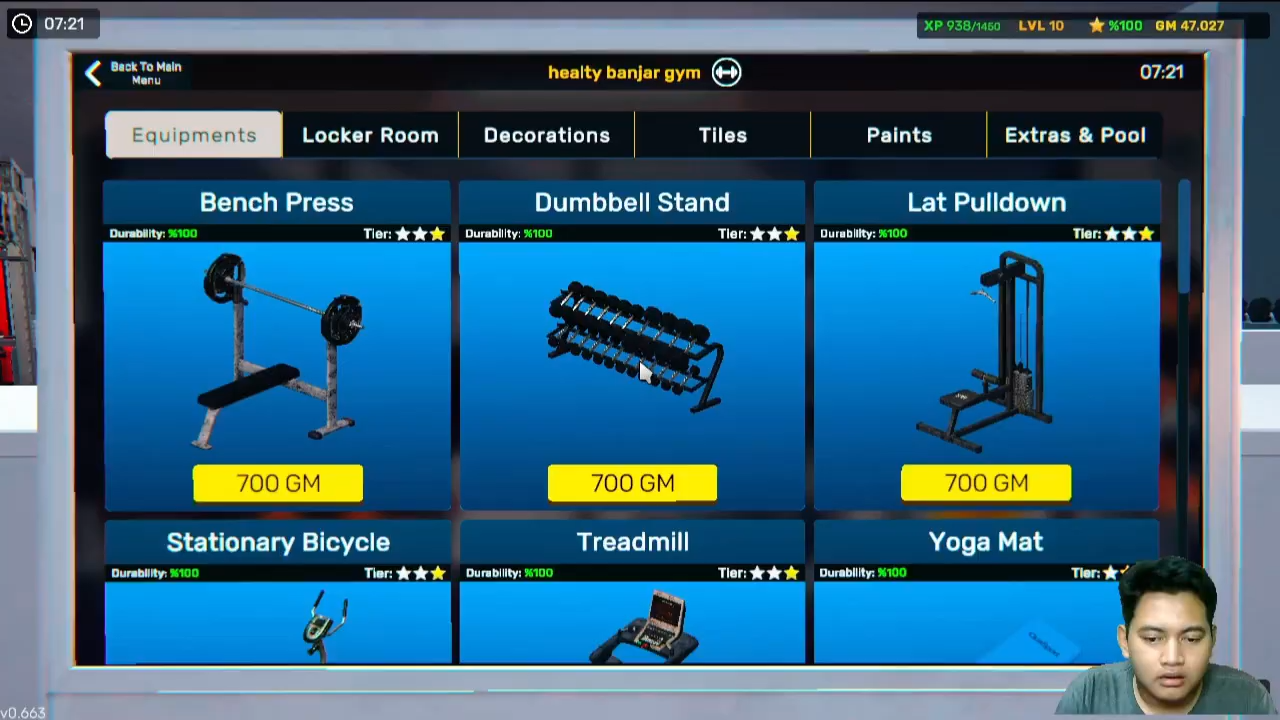 07:21
XP 938/1450 LVL 10 %100 GM 47.027
Back To Main
Menu
healty banjar gym
07:21
Equipments
Locker Room
Decorations
Tiles
Paints
Extras & Pool
Bench Press
Dumbbell Stand
Lat Pulldown
Durability: %100 Tier:
Durability: %100 Tier:
Durability: %100 Tier:
700 GM
700 GM
700 GM
Stationary Bicycle
Treadmill
Yoga Mat
Durability: %100 Tier:
Durability: %100 Tier:
Durability: %100 Tier:
v0.663